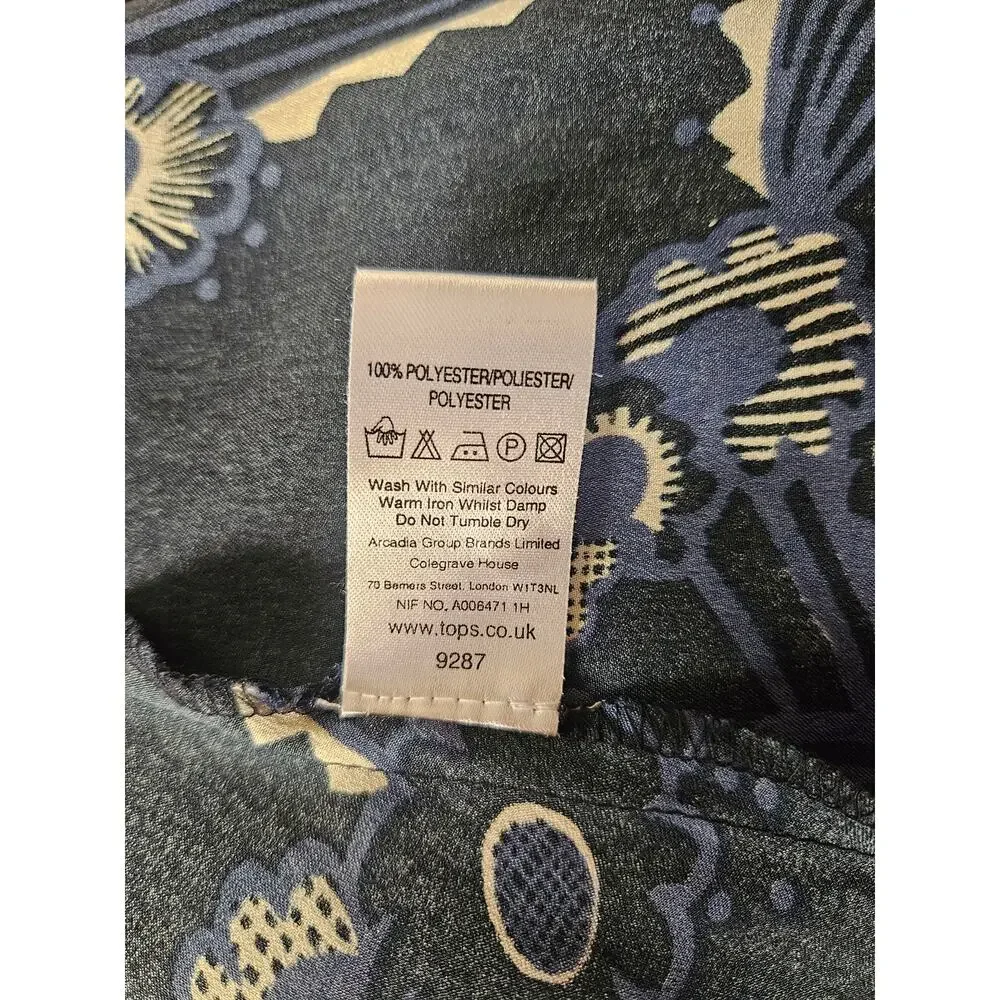 100% POLYESTER/POLIESTER/
POLYESTER
P
Wash With Similar Colours
Warm Iron Whilst Damp
Do Not Tumble Dry
Arcadia Group Brands Limited
Colegrave House
70 Berners Street, London W1T3NL
NIF NO. A006471 1H
www.tops.co.uk
9287